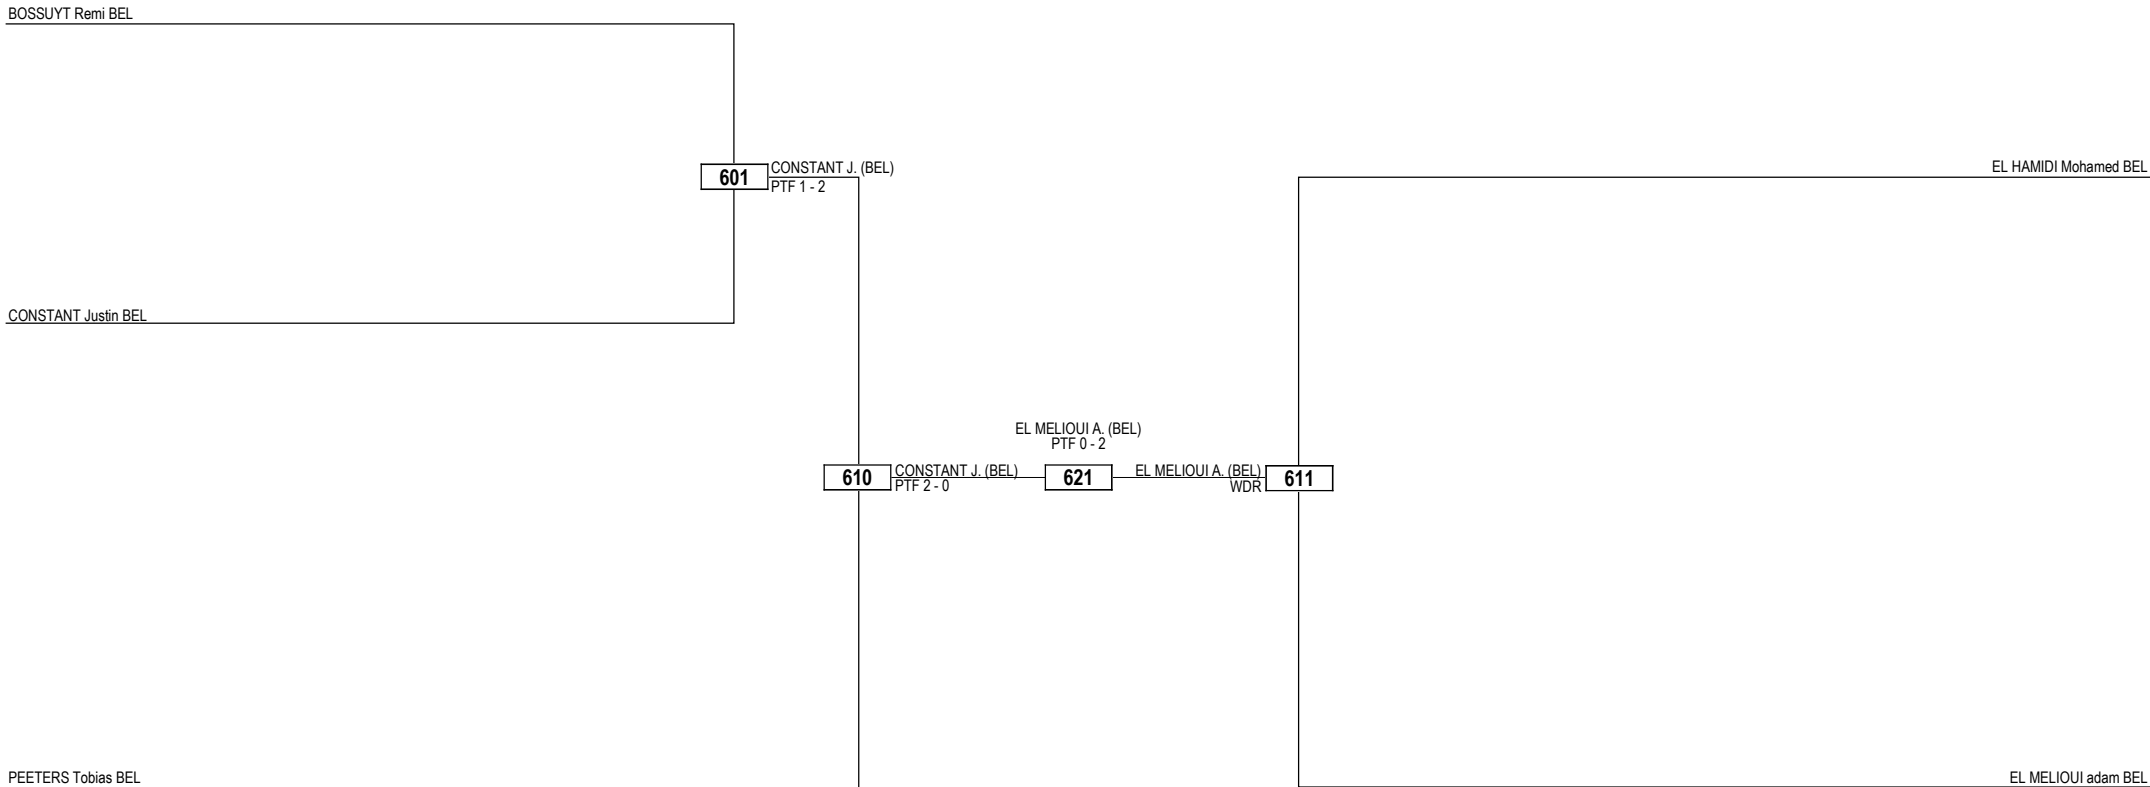 BOSSUYT Remi BEL
601
CONSTANT J. (BEL)
PTF 1 - 2
EL HAMIDI Mohamed BEL
CONSTANT Justin BEL
EL MELIOUI A. (BEL)
PTF 0 - 2
610
CONSTANT J. (BEL)
PTF 2 - 0
621
EL MELIOUI A. (BEL)
WDR
611
PEETERS Tobias BEL
EL MELIOUI adam BEL